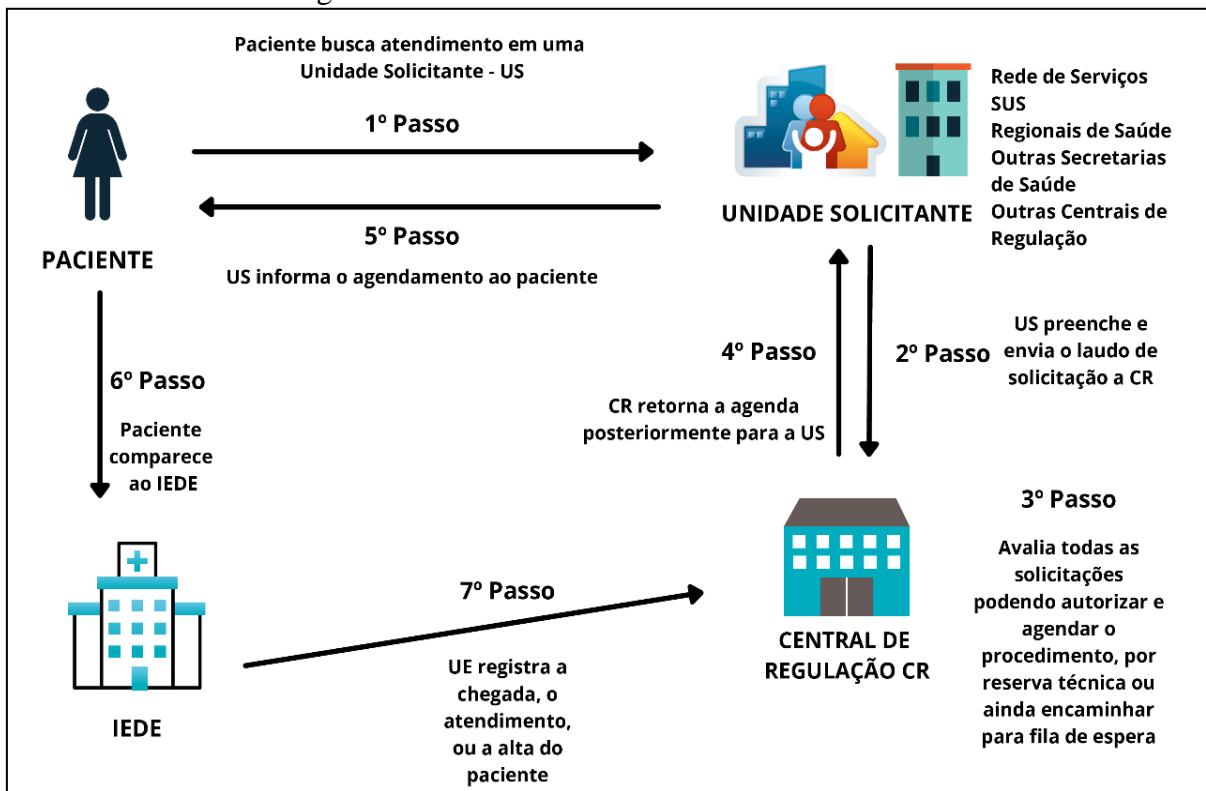 Paciente busca atendimento em uma
Unidade Solicitante - US
1º Passo
Rede de Serviços
SUS
Regionais de Saúde
Outras Secretarias
de Saúde
Outras Centrais de
Regulação
UNIDADE SOLICITANTE
5º Passo
US informa o agendamento ao paciente
PACIENTE
4º Passo
CR retorna a agenda
posteriormente para a US
2º Passo
US preenche e
envia o laudo de
solicitação a CR
6º Passo
Paciente
comparece
ao IEDE
3º Passo
Avalia todas as
solicitações
podendo autorizar e
agendar o
procedimento, por
reserva técnica ou
ainda encaminhar
para fila de espera
7º Passo
UE registra a
chegada, o
atendimento,
ou a alta do
paciente
CENTRAL DE
REGULAÇÃO CR
IEDE